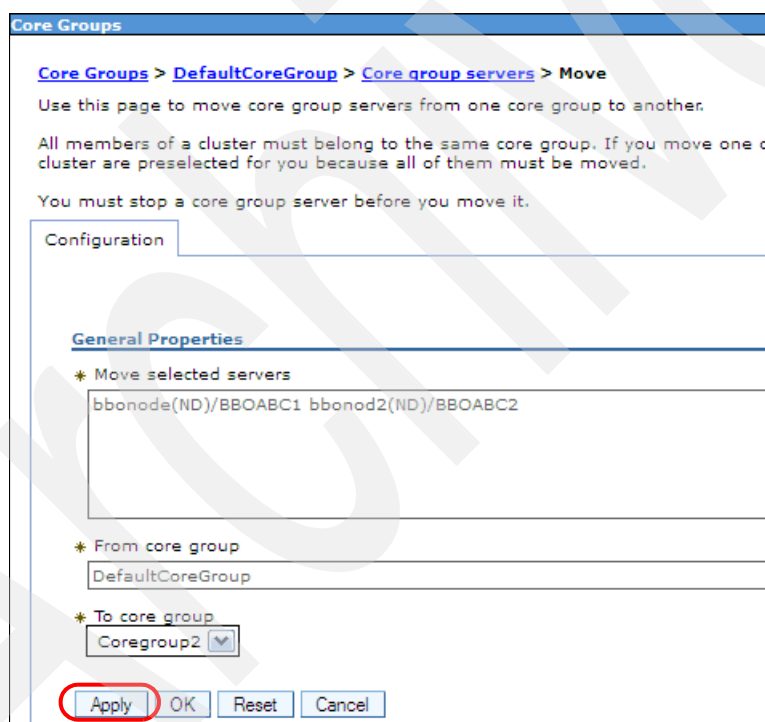 Core Groups
Core Groups > DefaultCoreGroup > Core group servers > Move
Use this page to move core group servers from one core group to another.
All members of a cluster must belong to the same core group. If you move one
cluster are preselected for you because all of them must be moved.
You must stop a core group server before you move it.
Configuration
General Properties
* Move selected servers
bbonode(ND)/BBOABC1 bbonod2(ND)/BBOABC2
* From core group
DefaultCoreGroup
* To core group
Coregroup2
Apply OK Reset Cancel